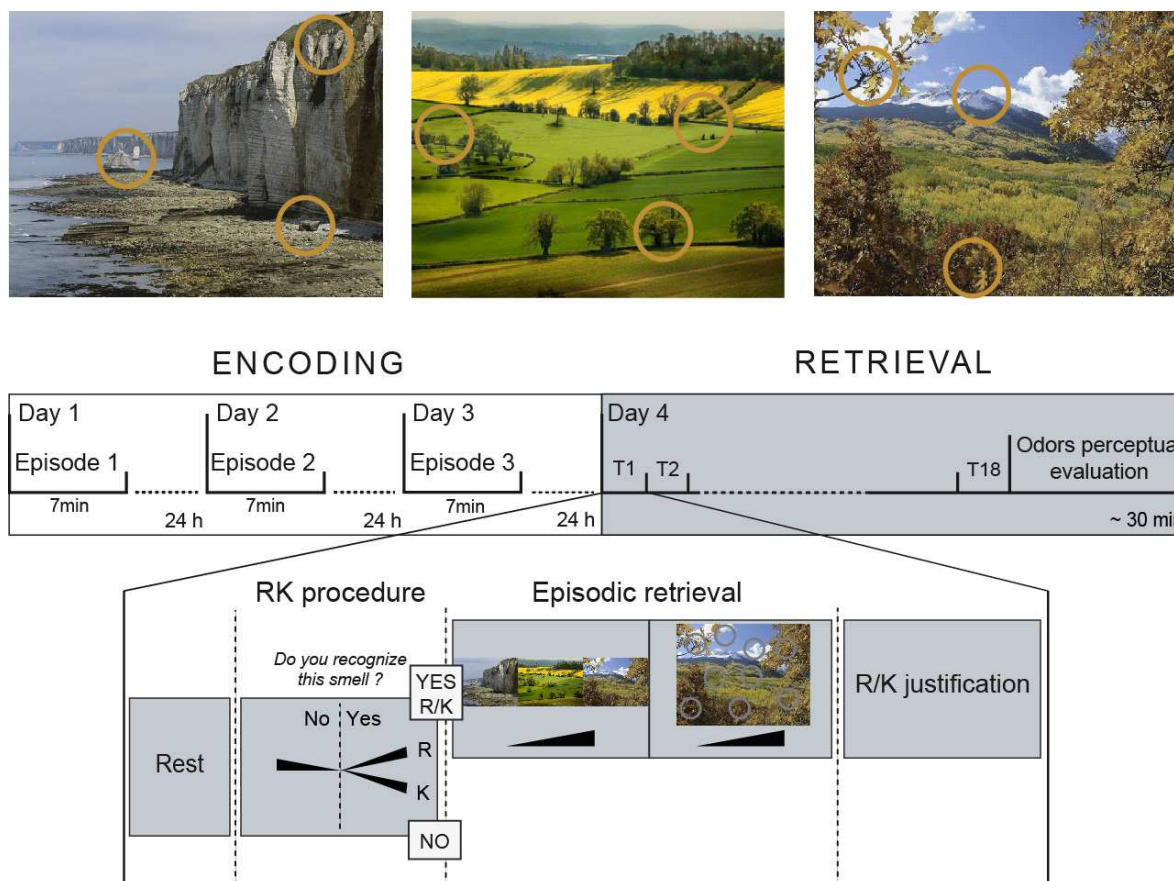 ENCODING
RETRIEVAL
Day 1
Day 2
Day 3
Day 4
Episode 1
Episode 2
Episode 3
T1
T2
T18
Odors perceptua
evaluation
7min
7min
7min
24 h
24 h
24 h
~ 30 mi
RK procedure
Episodic retrieval
Do you recognize
this smell ?
YES
R/K
No
Yes
R
K
Rest
R/K justification
NO